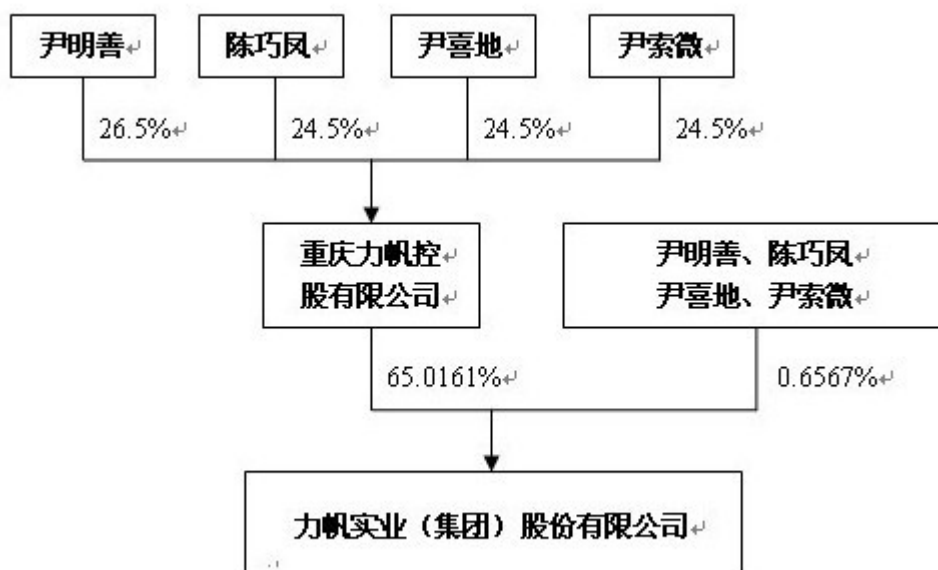 尹明善
陈巧凤
尹喜地
尹索微
26.5%
24.5%
24.5%
24.5%
重庆力帆控
股有限公司
尹明善、陈巧凤
尹喜地、尹索微
65.0161%
0.6567%
力帆实业（集团）股份有限公司